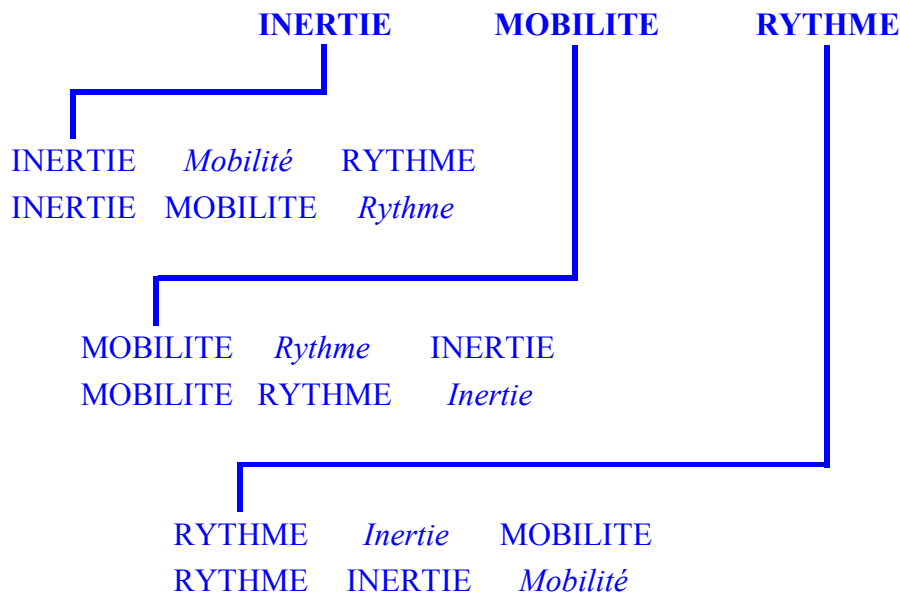 INERTIE MOBILITE RYTHME
INERTIE Mobilité RYTHME
INERTIE MOBILITE Rythme
MOBILITE Rythme INERTIE
MOBILITE RYTHME Inertie
RYTHME Inertie MOBILITE
RYTHME INERTIE Mobilité